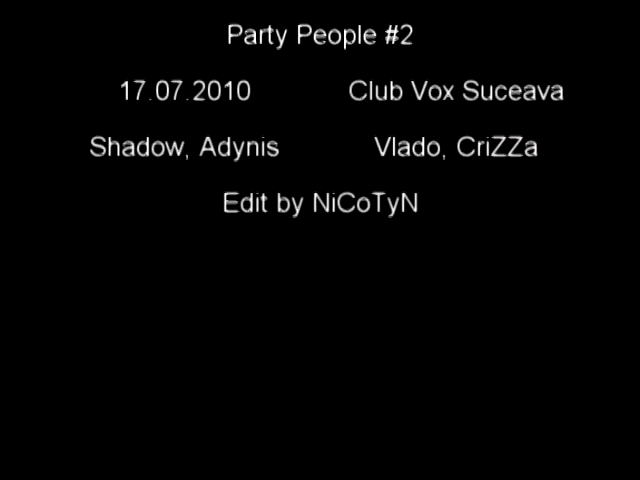 Party People #2
17.07.2010 Club Vox Suceava
Shadow, Adynis Vlado, CriZZa
Edit by NiCoTyN